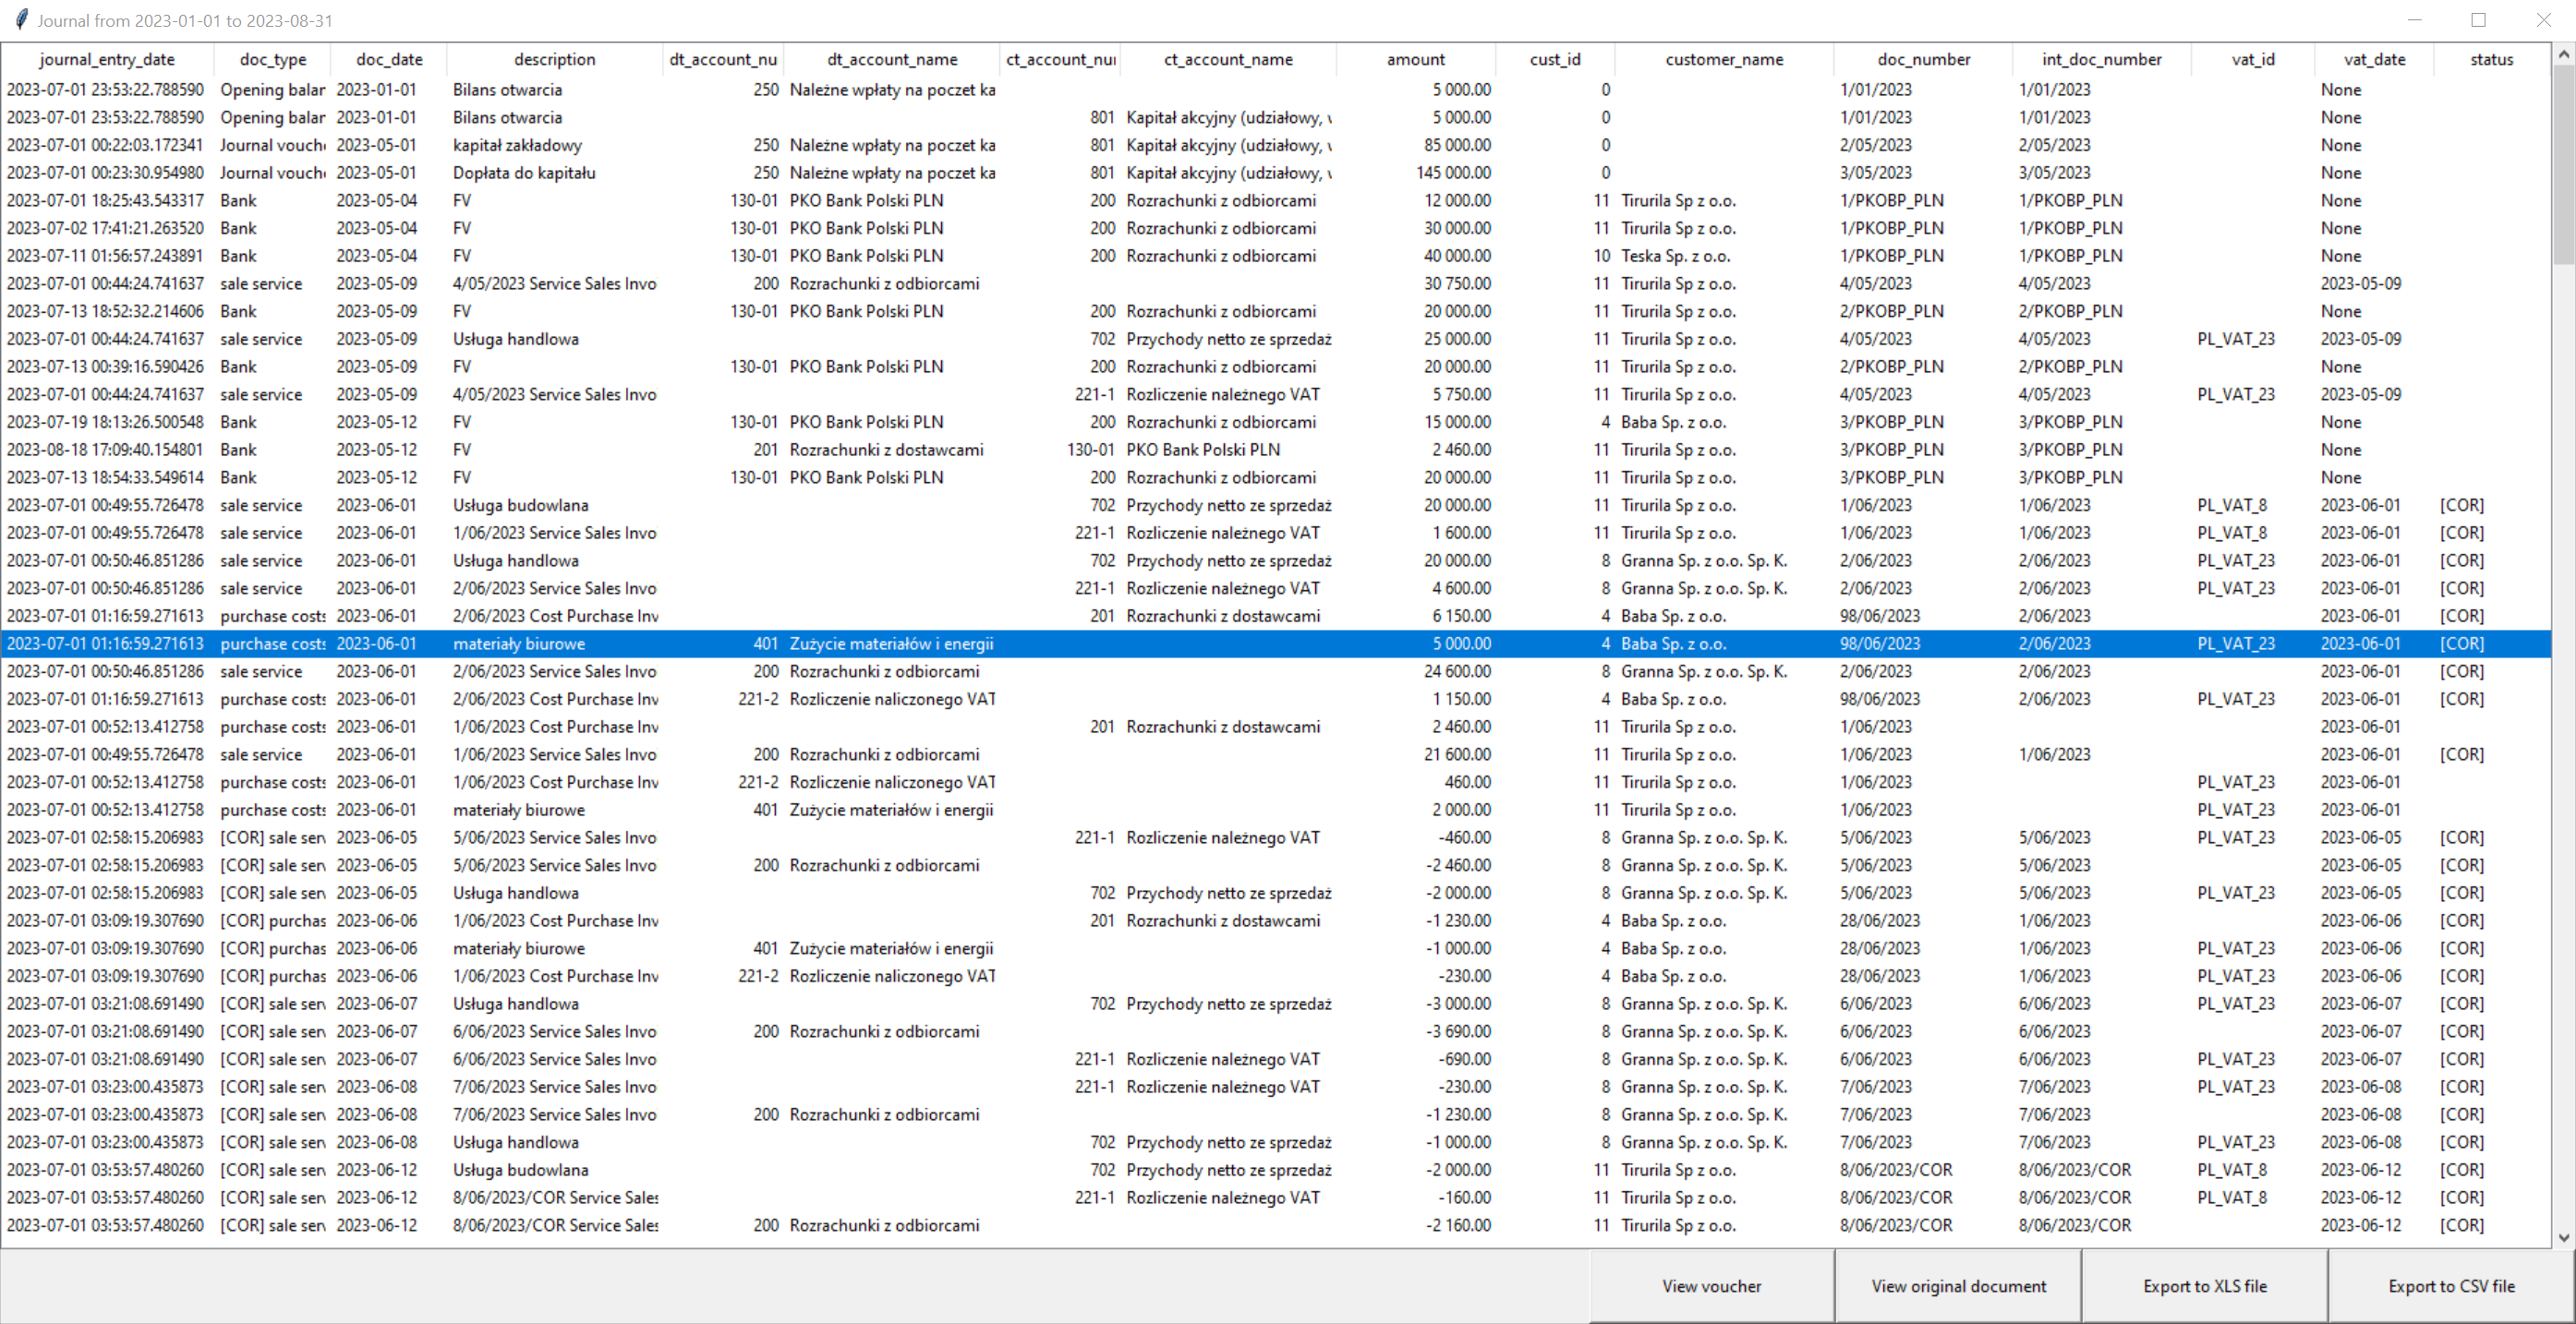 Journal from 2023-01-01 to 2023-08-31
journal_entry_date doc_type doc_date description dt_account_nu dt_account_name ct_account_nu ct_account_name amount cust_id customer_name doc_number int_doc_number vat_id vat_date status
2023-07-01 23:53:22.788590 Opening balar 2023-01-01 Bilans otwarcia 250 Należne wpłaty na poczet ka 5 000.00 0 1/01/2023 1/01/2023 None
2023-07-01 23:53:22.788590 Opening balar 2023-01-01 Bilans otwarcia 801 Kapitał akcyjny (udziałowy, v 5 000.00 0 1/01/2023 1/01/2023 None
2023-07-01 00:22:03.172341 Journal vouche 2023-05-01 kapitał zakładowy 250 Należne wpłaty na poczet ka 801 Kapitał akcyjny (udziałowy, v 85 000.00 0 2/05/2023 2/05/2023 None
2023-07-01 00:23:30.954980 Journal vouche 2023-05-01 Dopłata do kapitału 250 Należne wpłaty na poczet ka 801 Kapitał akcyjny (udziałowy, v 145 000.00 0 3/05/2023 3/05/2023 None
2023-07-01 18:25:43.543317 Bank 2023-05-04 FV 130-01 PKO Bank Polski PLN 200 Rozrachunki z odbiorcami 12 000.00 11 Tirurila Sp z o.o. 1/PKOBP_PLN 1/PKOBP_PLN None
2023-07-02 17:41:21.263520 Bank 2023-05-04 FV 130-01 PKO Bank Polski PLN 200 Rozrachunki z odbiorcami 30 000.00 11 Tirurila Sp z o.o. 1/PKOBP_PLN 1/PKOBP_PLN None
2023-07-11 01:56:57.243891 Bank 2023-05-04 FV 130-01 PKO Bank Polski PLN 200 Rozrachunki z odbiorcami 40 000.00 10 Teska Sp. z o.o. 1/PKOBP_PLN 1/PKOBP_PLN None
2023-07-01 00:44:24.741637 sale service 2023-05-09 4/05/2023 Service Sales Invo 200 Rozrachunki z odbiorcami 30 750.00 11 Tirurila Sp z o.o. 4/05/2023 4/05/2023 2023-05-09
2023-07-13 18:52:32.214606 Bank 2023-05-09 FV 130-01 PKO Bank Polski PLN 200 Rozrachunki z odbiorcami 20 000.00 11 Tirurila Sp z o.o. 2/PKOBP_PLN 2/PKOBP_PLN None
2023-07-01 00:44:24.741637 sale service 2023-05-09 Usługa handlowa 702 Przychody netto ze sprzedaż 25 000.00 11 Tirurila Sp z o.o. 4/05/2023 4/05/2023 PL_VAT_23 2023-05-09
2023-07-13 00:39:16.590426 Bank 2023-05-09 FV 130-01 PKO Bank Polski PLN 200 Rozrachunki z odbiorcami 20 000.00 11 Tirurila Sp z o.o. 2/PKOBP_PLN 2/PKOBP_PLN None
2023-07-01 00:44:24.741637 sale service 2023-05-09 4/05/2023 Service Sales Invo 221-1 Rozliczenie należnego VAT 5 750.00 11 Tirurila Sp z o.o. 4/05/2023 4/05/2023 PL_VAT_23 2023-05-09
2023-07-19 18:13:26.500548 Bank 2023-05-12 FV 130-01 PKO Bank Polski PLN 200 Rozrachunki z odbiorcami 15 000.00 4 Baba Sp. z o.o. 3/PKOBP_PLN 3/PKOBP_PLN None
2023-08-18 17:09:40.154801 Bank 2023-05-12 FV 201 Rozrachunki z dostawcami 130-01 PKO Bank Polski PLN 2 460.00 11 Tirurila Sp z o.o. 3/PKOBP_PLN 3/PKOBP_PLN None
2023-07-13 18:54:33.549614 Bank 2023-05-12 FV 130-01 PKO Bank Polski PLN 200 Rozrachunki z odbiorcami 20 000.00 11 Tirurila Sp z o.o. 3/PKOBP_PLN 3/PKOBP_PLN None
2023-07-01 00:49:55.726478 sale service 2023-06-01 Usługa budowlana 702 Przychody netto ze sprzedaż 20 000.00 11 Tirurila Sp z o.o. 1/06/2023 1/06/2023 PL_VAT_8 2023-06-01 [COR]
2023-07-01 00:49:55.726478 sale service 2023-06-01 1/06/2023 Service Sales Invo 221-1 Rozliczenie należnego VAT 1 600.00 11 Tirurila Sp z o.o. 1/06/2023 1/06/2023 PL_VAT_8 2023-06-01 [COR]
2023-07-01 00:50:46.851286 sale service 2023-06-01 Usługa handlowa 702 Przychody netto ze sprzedaż 20 000.00 8 Granna Sp. z o.o. Sp. K. 2/06/2023 2/06/2023 PL_VAT_23 2023-06-01 [COR]
2023-07-01 00:50:46.851286 sale service 2023-06-01 2/06/2023 Service Sales Invo 221-1 Rozliczenie należnego VAT 4 600.00 8 Granna Sp. z o.o. Sp. K. 2/06/2023 2/06/2023 PL_VAT_23 2023-06-01 [COR]
2023-07-01 01:16:59.271613 purchase costs 2023-06-01 2/06/2023 Cost Purchase Inv 201 Rozrachunki z dostawcami 6 150.00 4 Baba Sp. z o.o. 98/06/2023 2/06/2023 2023-06-01 [COR]
2023-07-01 01:16:59.271613 purchase costs 2023-06-01 materiały biurowe 401 Zużycie materiałów i energii 5 000.00 4 Baba Sp. z o.o. 98/06/2023 2/06/2023 PL_VAT_23 2023-06-01 [COR]
2023-07-01 00:50:46.851286 sale service 2023-06-01 2/06/2023 Service Sales Invo 200 Rozrachunki z odbiorcami 24 600.00 8 Granna Sp. z o.o. Sp. K. 2/06/2023 2/06/2023 2023-06-01 [COR]
2023-07-01 01:16:59.271613 purchase costs 2023-06-01 2/06/2023 Cost Purchase Inv 221-2 Rozliczenie naliczonego VAT 1 150.00 4 Baba Sp. z o.o. 98/06/2023 2/06/2023 PL_VAT_23 2023-06-01 [COR]
2023-07-01 00:52:13.412758 purchase costs 2023-06-01 1/06/2023 Cost Purchase Inv 201 Rozrachunki z dostawcami 2 460.00 11 Tirurila Sp z o.o. 1/06/2023 2023-06-01
2023-07-01 00:49:55.726478 sale service 2023-06-01 1/06/2023 Service Sales Invo 200 Rozrachunki z odbiorcami 21 600.00 11 Tirurila Sp z o.o. 1/06/2023 1/06/2023 2023-06-01 [COR]
2023-07-01 00:52:13.412758 purchase costs 2023-06-01 1/06/2023 Cost Purchase Inv 221-2 Rozliczenie naliczonego VAT 460.00 11 Tirurila Sp z o.o. 1/06/2023 PL_VAT_23 2023-06-01
2023-07-01 00:52:13.412758 purchase costs 2023-06-01 materiały biurowe 401 Zużycie materiałów i energii 2 000.00 11 Tirurila Sp z o.o. 1/06/2023 PL_VAT_23 2023-06-01
2023-07-01 02:58:15.206983 [COR] sale serv 2023-06-05 5/06/2023 Service Sales Invo 221-1 Rozliczenie należnego VAT -460.00 8 Granna Sp. z o.o. Sp. K. 5/06/2023 5/06/2023 PL_VAT_23 2023-06-05 [COR]
2023-07-01 02:58:15.206983 [COR] sale serv 2023-06-05 5/06/2023 Service Sales Invo 200 Rozrachunki z odbiorcami -2 460.00 8 Granna Sp. z o.o. Sp. K. 5/06/2023 5/06/2023 2023-06-05 [COR]
2023-07-01 02:58:15.206983 [COR] sale serv 2023-06-05 Usługa handlowa 702 Przychody netto ze sprzedaż -2 000.00 8 Granna Sp. z o.o. Sp. K. 5/06/2023 5/06/2023 PL_VAT_23 2023-06-05 [COR]
2023-07-01 03:09:19.307690 [COR] purchas 2023-06-06 1/06/2023 Cost Purchase Inv 201 Rozrachunki z dostawcami -1 230.00 4 Baba Sp. z o.o. 28/06/2023 1/06/2023 2023-06-06 [COR]
2023-07-01 03:09:19.307690 [COR] purchas 2023-06-06 materiały biurowe 401 Zużycie materiałów i energii -1 000.00 4 Baba Sp. z o.o. 28/06/2023 1/06/2023 PL_VAT_23 2023-06-06 [COR]
2023-07-01 03:09:19.307690 [COR] purchas 2023-06-06 1/06/2023 Cost Purchase Inv 221-2 Rozliczenie naliczonego VAT -230.00 4 Baba Sp. z o.o. 28/06/2023 1/06/2023 PL_VAT_23 2023-06-06 [COR]
2023-07-01 03:21:08.691490 [COR] sale serv 2023-06-07 Usługa handlowa 702 Przychody netto ze sprzedaż -3 000.00 8 Granna Sp. z o.o. Sp. K. 6/06/2023 6/06/2023 PL_VAT_23 2023-06-07 [COR]
2023-07-01 03:21:08.691490 [COR] sale serv 2023-06-07 6/06/2023 Service Sales Invo 200 Rozrachunki z odbiorcami -3 690.00 8 Granna Sp. z o.o. Sp. K. 6/06/2023 6/06/2023 2023-06-07 [COR]
2023-07-01 03:21:08.691490 [COR] sale serv 2023-06-07 6/06/2023 Service Sales Invo 221-1 Rozliczenie należnego VAT -690.00 8 Granna Sp. z o.o. Sp. K. 6/06/2023 6/06/2023 PL_VAT_23 2023-06-07 [COR]
2023-07-01 03:23:00.435873 [COR] sale serv 2023-06-08 7/06/2023 Service Sales Invo 221-1 Rozliczenie należnego VAT -230.00 8 Granna Sp. z o.o. Sp. K. 7/06/2023 7/06/2023 PL_VAT_23 2023-06-08 [COR]
2023-07-01 03:23:00.435873 [COR] sale serv 2023-06-08 7/06/2023 Service Sales Invo 200 Rozrachunki z odbiorcami -1 230.00 8 Granna Sp. z o.o. Sp. K. 7/06/2023 7/06/2023 2023-06-08 [COR]
2023-07-01 03:23:00.435873 [COR] sale serv 2023-06-08 Usługa handlowa 702 Przychody netto ze sprzedaż -1 000.00 8 Granna Sp. z o.o. Sp. K. 7/06/2023 7/06/2023 PL_VAT_23 2023-06-08 [COR]
2023-07-01 03:53:57.480260 [COR] sale serv 2023-06-12 Usługa budowlana 702 Przychody netto ze sprzedaż -2 000.00 11 Tirurila Sp z o.o. 8/06/2023/COR 8/06/2023/COR PL_VAT_8 2023-06-12 [COR]
2023-07-01 03:53:57.480260 [COR] sale serv 2023-06-12 8/06/2023/COR Service Sales 221-1 Rozliczenie należnego VAT -160.00 11 Tirurila Sp z o.o. 8/06/2023/COR 8/06/2023/COR PL_VAT_8 2023-06-12 [COR]
2023-07-01 03:53:57.480260 [COR] sale serv 2023-06-12 8/06/2023/COR Service Sales 200 Rozrachunki z odbiorcami -2 160.00 11 Tirurila Sp z o.o. 8/06/2023/COR 8/06/2023/COR 2023-06-12 [COR]
View voucher View original document Export to XLS file Export to CSV file